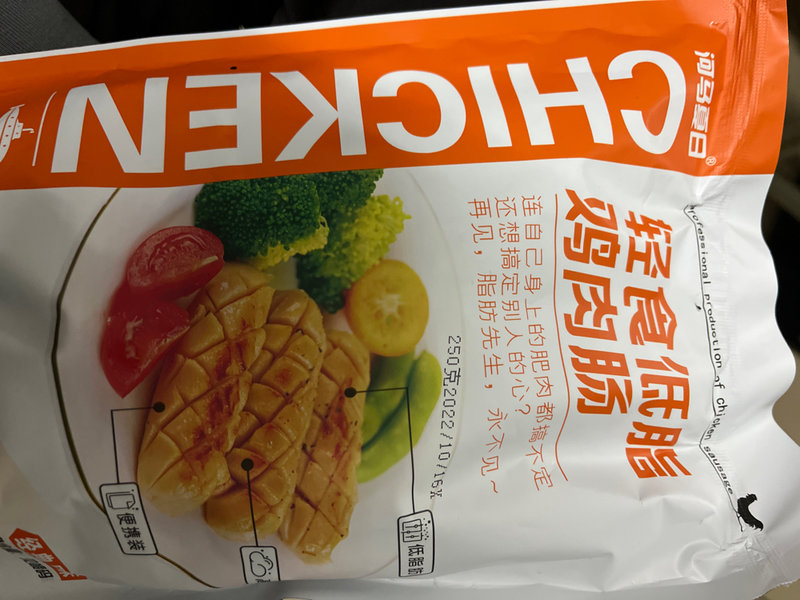 河马夏日®
CHICKEN
professional production of chicken sausage
轻食低脂
鸡肉肠
连自己身上的肥肉都搞不定
还想搞定别人的心？
再见，脂肪先生，永不见~
250克2022/10/16
低脂肪
便携装